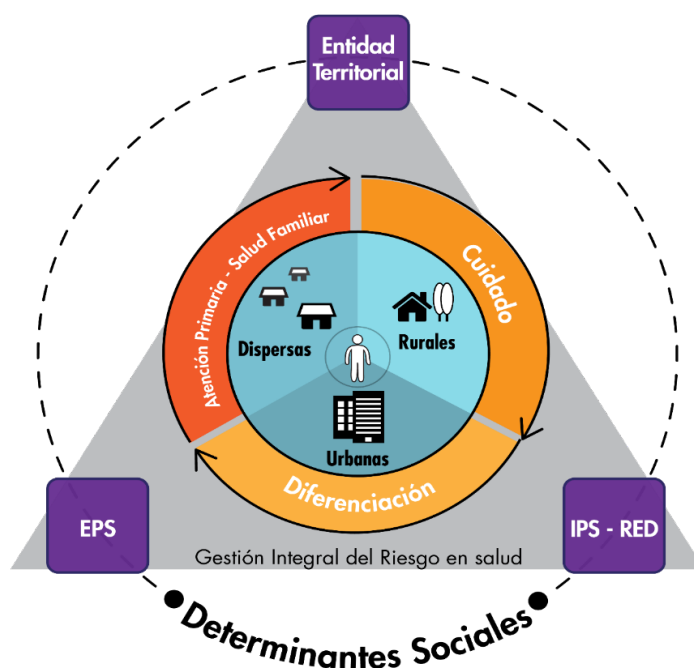 Entidad
Territorial
Atención Primaria - Salud Familiar
Cuidado
Dispersas
Rurales
Urbanas
Diferenciación
EPS
IPS - RED
Gestión Integral del Riesgo en salud
Determinantes Sociales